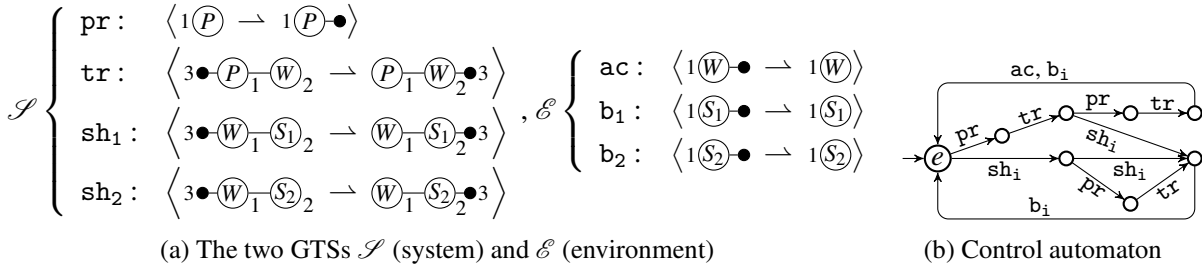 𝒮 { pr: ⟨ 1 P ⇀ 1 P ⟩
tr: ⟨ 3 P 1 W 2 ⇀ P 1 W 2 3 ⟩
sh1: ⟨ 3 W 1 S1 2 ⇀ W 1 S1 2 3 ⟩
sh2: ⟨ 3 W 1 S2 2 ⇀ W 1 S2 2 3 ⟩
, ℰ { ac: ⟨ 1 W ⇀ 1 W ⟩
b1: ⟨ 1 S1 ⇀ 1 S1 ⟩
b2: ⟨ 1 S2 ⇀ 1 S2 ⟩
(a) The two GTSs 𝒮 (system) and ℰ (environment)
ac, bi
pr tr pr tr
shi
e
shi shi
pr tr
bi
(b) Control automaton